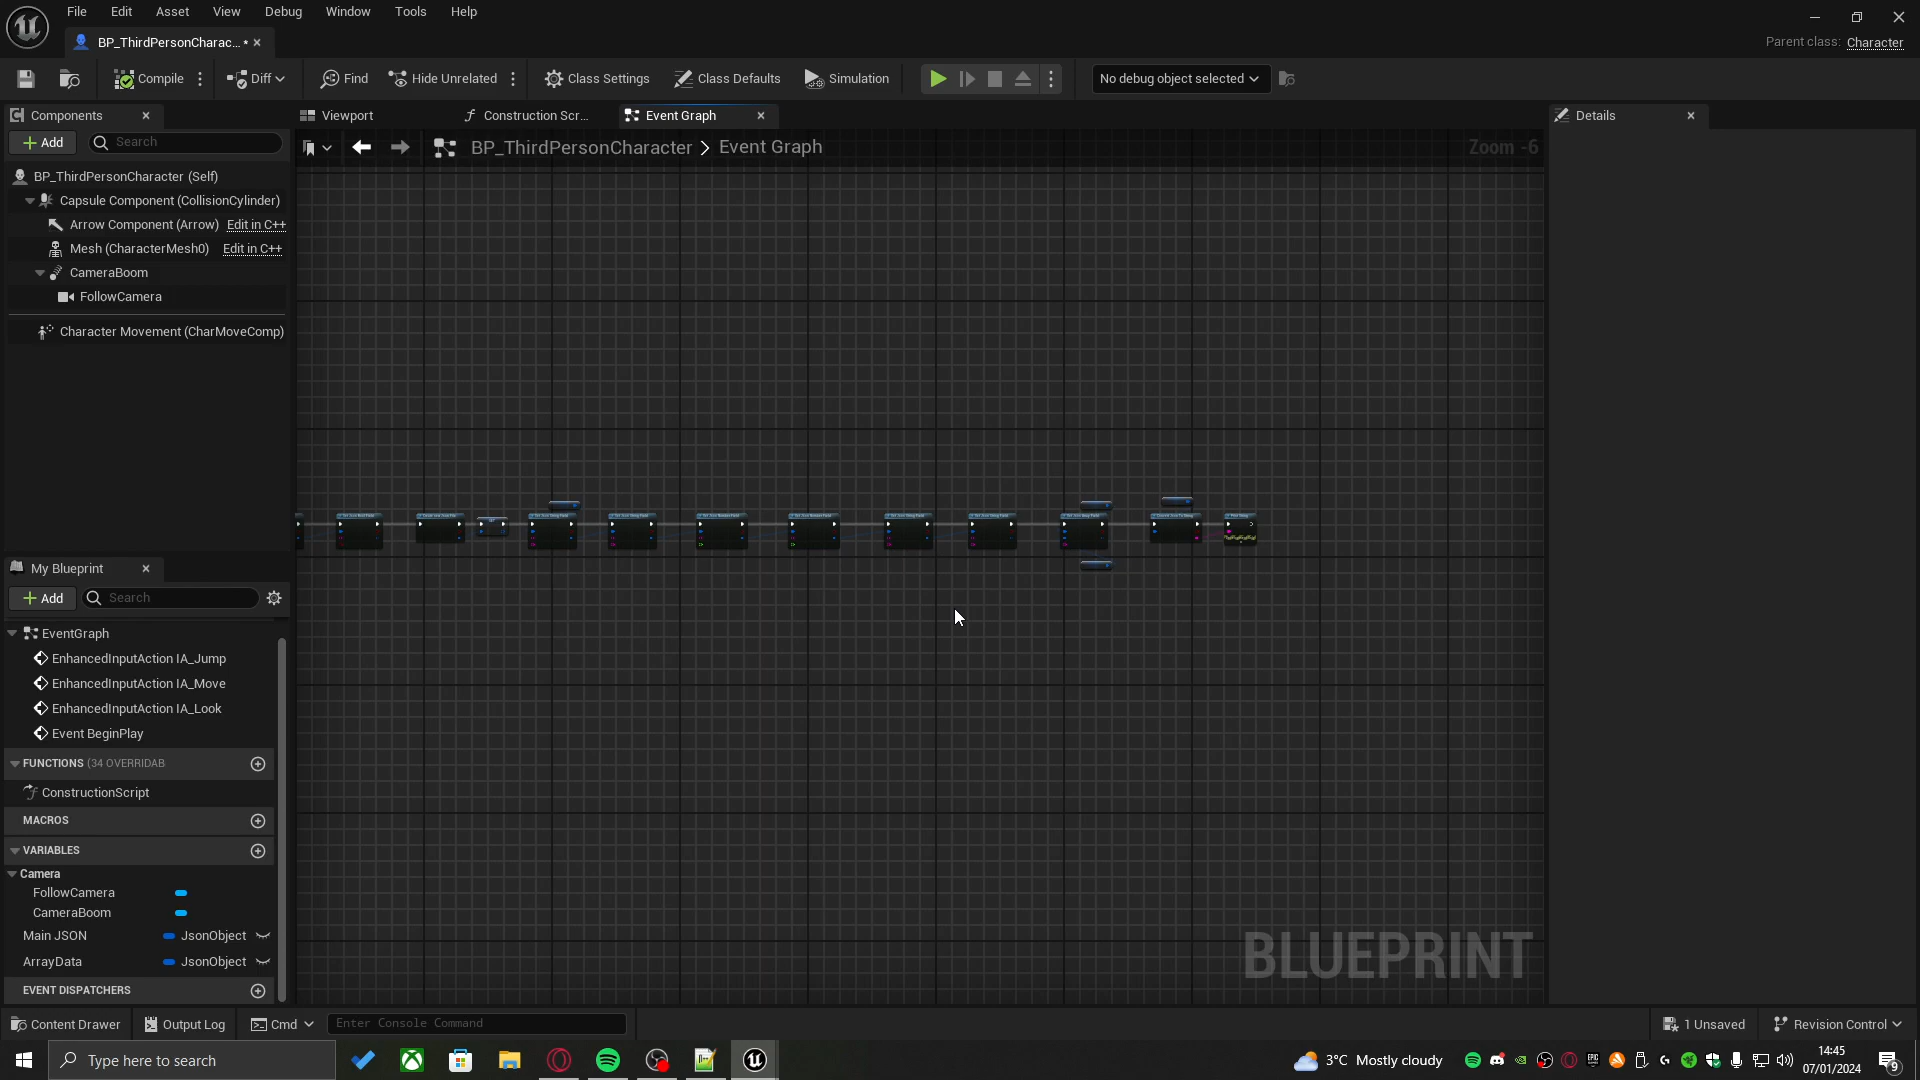 File Edit Asset View Debug Window Tools Help
BP_ThirdPersonCharac... *
Parent class: Character
Compile Diff Find Hide Unrelated Class Settings Class Defaults Simulation No debug object selected
Components
Viewport
Construction Scr...
Event Graph
Details
Add
Search
BP_ThirdPersonCharacter > Event Graph
Zoom -6
BP_ThirdPersonCharacter (Self)
Capsule Component (CollisionCylinder)
Arrow Component (Arrow) Edit in C++
Mesh (CharacterMesh0) Edit in C++
CameraBoom
FollowCamera
Character Movement (CharMoveComp)
My Blueprint
Add
Search
EventGraph
EnhancedInputAction IA_Jump
EnhancedInputAction IA_Move
EnhancedInputAction IA_Look
Event BeginPlay
FUNCTIONS (34 OVERRIDAB
ConstructionScript
MACROS
VARIABLES
Camera
FollowCamera
CameraBoom
Main JSON JsonObject
ArrayData JsonObject
EVENT DISPATCHERS
BLUEPRINT
Content Drawer Output Log Cmd Enter Console Command 1 Unsaved Revision Control
Type here to search
3°C Mostly cloudy
14:45
07/01/2024
9